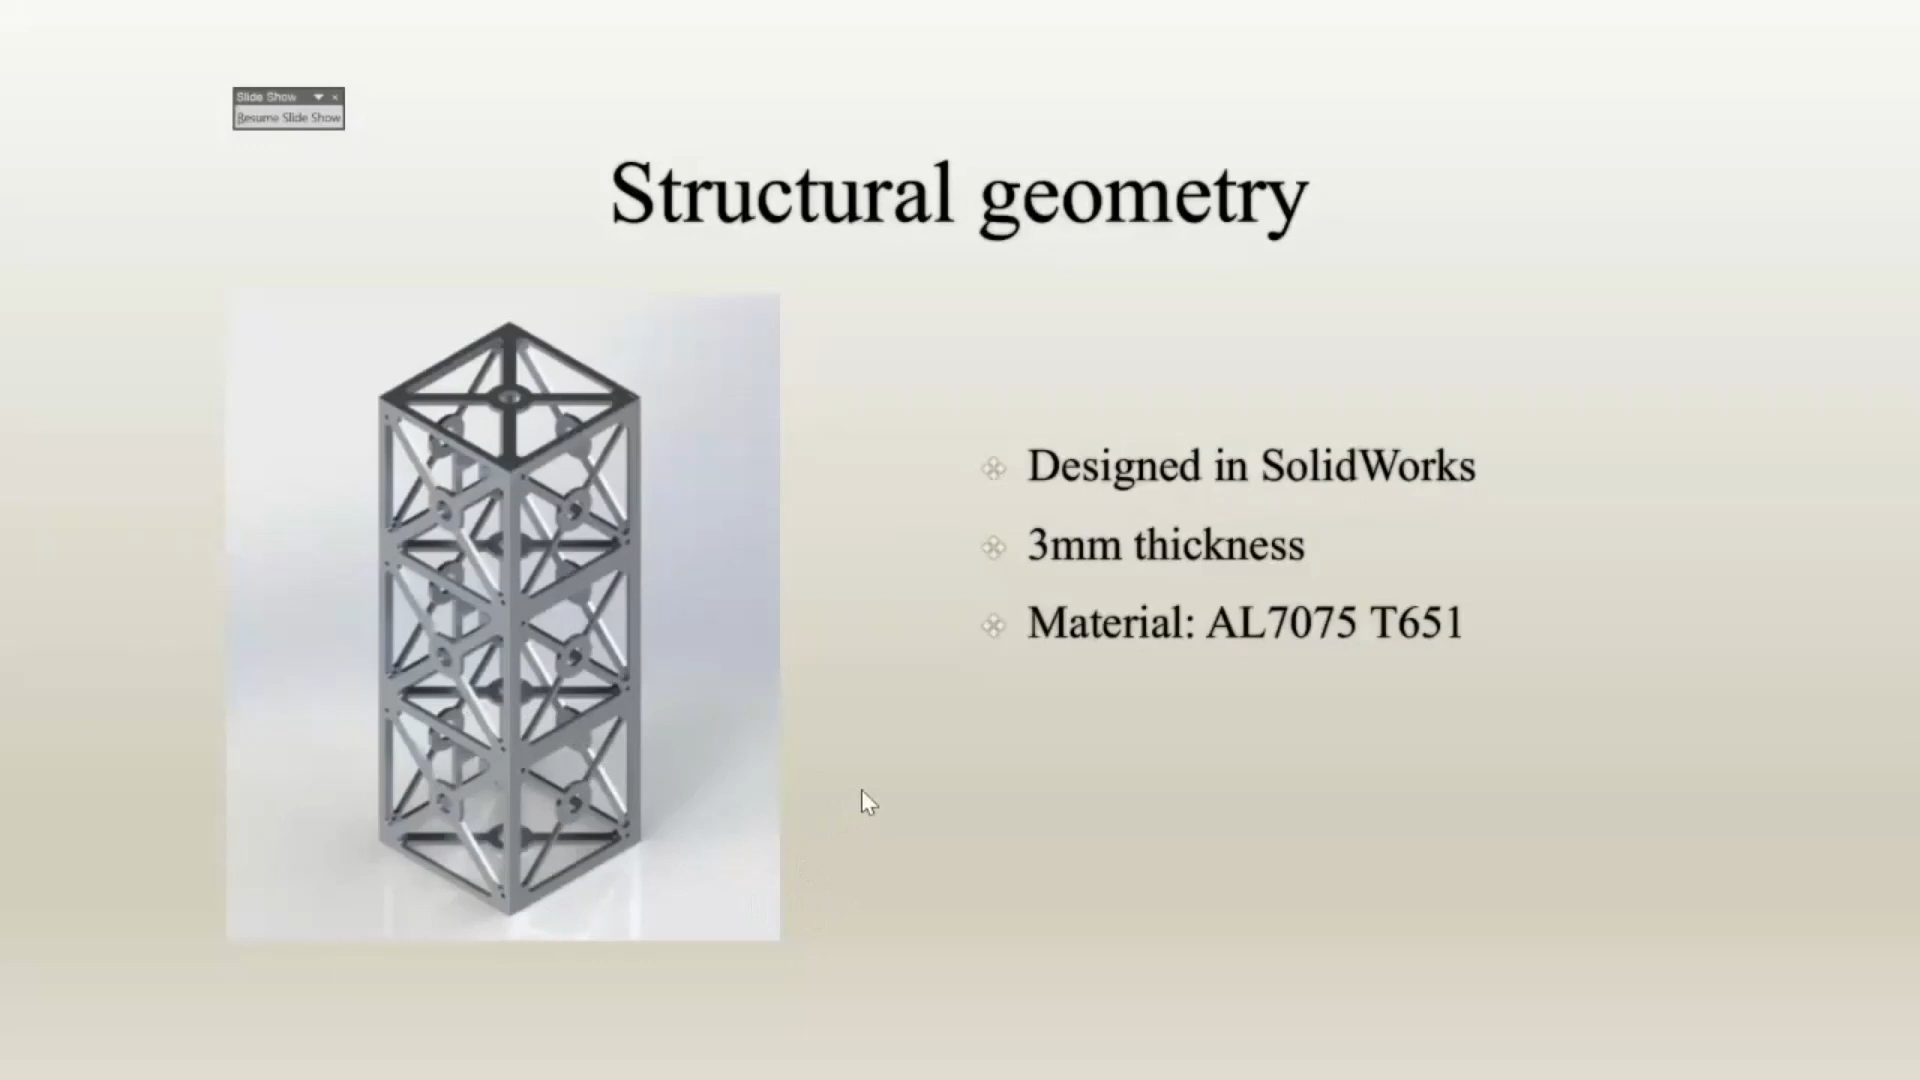 Slide Show
Resume Slide Show
Structural geometry
Designed in SolidWorks
3mm thickness
Material: AL7075 T651